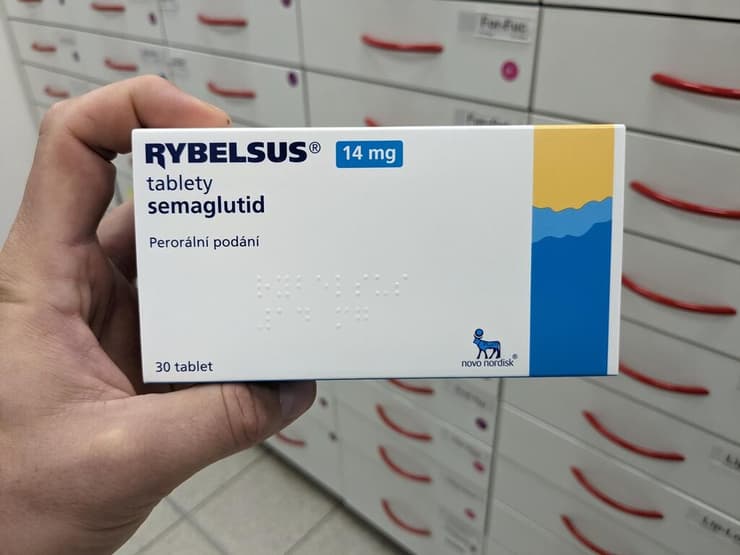 RYBELSUS® 14 mg
tablety
semaglutid
Perorální podání
30 tablet
novo nordisk®